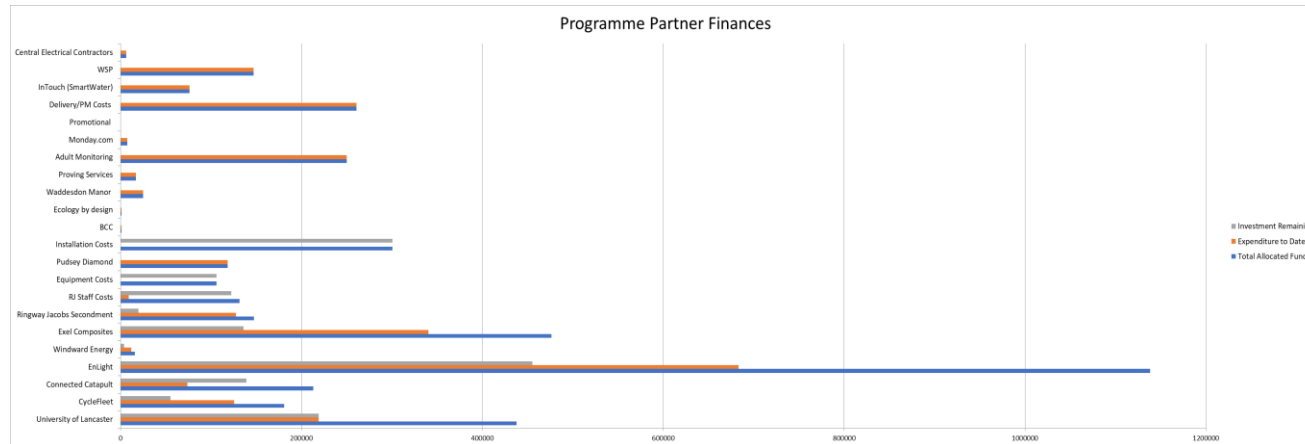 Programme Partner Finances
Central Electrical Contractors
WSP
InTouch (SmartWater)
Delivery/PM Costs
Promotional
Monday.com
Adult Monitoring
Proving Services
Waddesdon Manor
Ecology by design
BCC
Installation Costs
Pudsey Diamond
Equipment Costs
RJ Staff Costs
Ringway Jacobs Secondment
Exel Composites
Windward Energy
EnLight
Connected Catapult
CycleFleet
University of Lancaster
Investment Remaini
Expenditure to Date
Total Allocated Fund
0 200000 400000 600000 800000 1000000 1200000